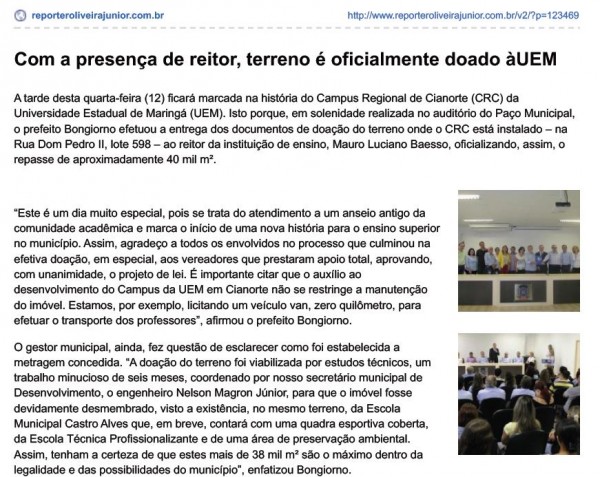 reporteroliveirajunior.com.br
http://www.reporteroliveirajunior.com.br/v2/?p=123469
Com a presença de reitor, terreno é oficialmente doado àUEM
A tarde desta quarta-feira (12) ficará marcada na história do Campus Regional de Cianorte (CRC) da
Universidade Estadual de Maringá (UEM). Isto porque, em solenidade realizada no auditório do Paço Municipal,
o prefeito Bongiorno efetuou a entrega dos documentos de doação do terreno onde o CRC está instalado – na
Rua Dom Pedro II, lote 598 – ao reitor da instituição de ensino, Mauro Luciano Baesso, oficializando, assim, o
repasse de aproximadamente 40 mil m².
“Este é um dia muito especial, pois se trata do atendimento a um anseio antigo da
comunidade acadêmica e marca o início de uma nova história para o ensino superior
no município. Assim, agradeço a todos os envolvidos no processo que culminou na
efetiva doação, em especial, aos vereadores que prestaram apoio total, aprovando,
com unanimidade, o projeto de lei. É importante citar que o auxílio ao
desenvolvimento do Campus da UEM em Cianorte não se restringe a manutenção
do imóvel. Estamos, por exemplo, licitando um veículo van, zero quilômetro, para
efetuar o transporte dos professores”, afirmou o prefeito Bongiorno.
O gestor municipal, ainda, fez questão de esclarecer como foi estabelecida a
metragem concedida. “A doação do terreno foi viabilizada por estudos técnicos, um
trabalho minucioso de seis meses, coordenado por nosso secretário municipal de
Desenvolvimento, o engenheiro Nelson Magron Júnior, para que o imóvel fosse
devidamente desmembrado, visto a existência, no mesmo terreno, da Escola
Municipal Castro Alves que, em breve, contará com uma quadra esportiva coberta,
da Escola Técnica Profissionalizante e de uma área de preservação ambiental.
Assim, tenham a certeza de que estes mais de 38 mil m² são o máximo dentro da
legalidade e das possibilidades do município”, enfatizou Bongiorno.